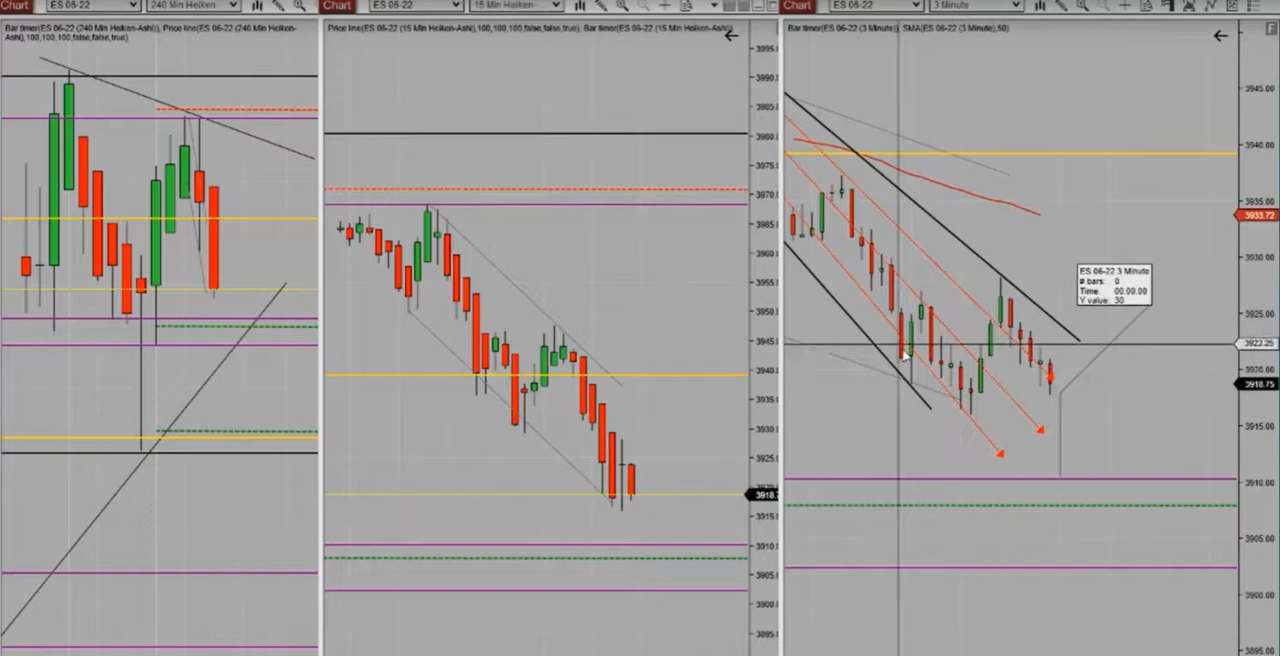 Chart ES 06-22 240 Min Heiken-
Bar timer(ES 06-22 (240 Min Heiken-Ashi)), Price line(ES 06-22 (240 Min Heiken-
Ashi),100,100,100,false,false,true)
Chart ES 06-22 15 Min Heiken-
Price line(ES 06-22 (15 Min Heiken-Ashi),100,100,100,false,false,true), Bar timer(ES 06-22 (15 Min Heiken-Ashi))
3995
3990
3985
3980
3975
3970
3965
3960
3955
3950
3945
3940
3935
3930
3925
3918
3915
3910
3905
3900
3895
Chart ES 06-22 3 Minute
Bar timer(ES 06-22 (3 Minute)), SMA(ES 06-22 (3 Minute),50)
F
3945.00
3940.00
3935.00
3933.72
3930.00
ES 06-22 3 Minute
# bars: 0
Time: 00:00:00
Y value: 30
3925.00
3922.25
3920.00
3918.75
3915.00
3910.00
3905.00
3900.00
3895.00